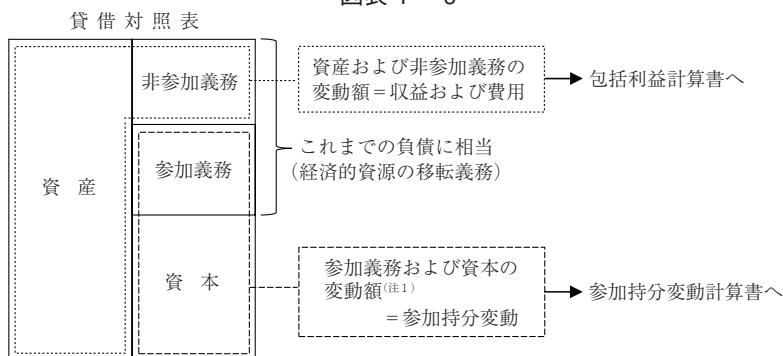 貸借対照表
非参加義務
資産および非参加義務の
変動額＝収益および費用
包括利益計算書へ
これまでの負債に相当
（経済的資源の移転義務）
参加義務
資産
資本
参加義務および資本の
変動額(注1)
＝参加持分変動
参加持分変動計算書へ